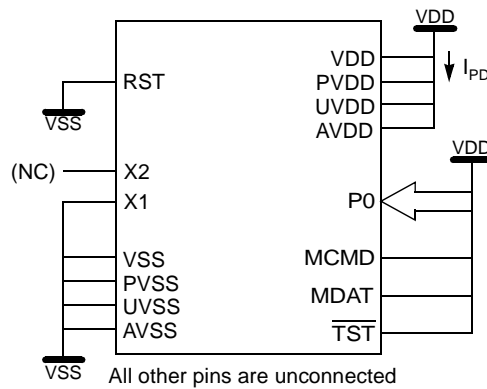 VDD
VDD
PVDD
UVDD
AVDD
I_PD
RST
VSS
VDD
(NC)
X2
X1
P0
VSS
PVSS
UVSS
AVSS
MCMD
MDAT
TST
VSS
All other pins are unconnected